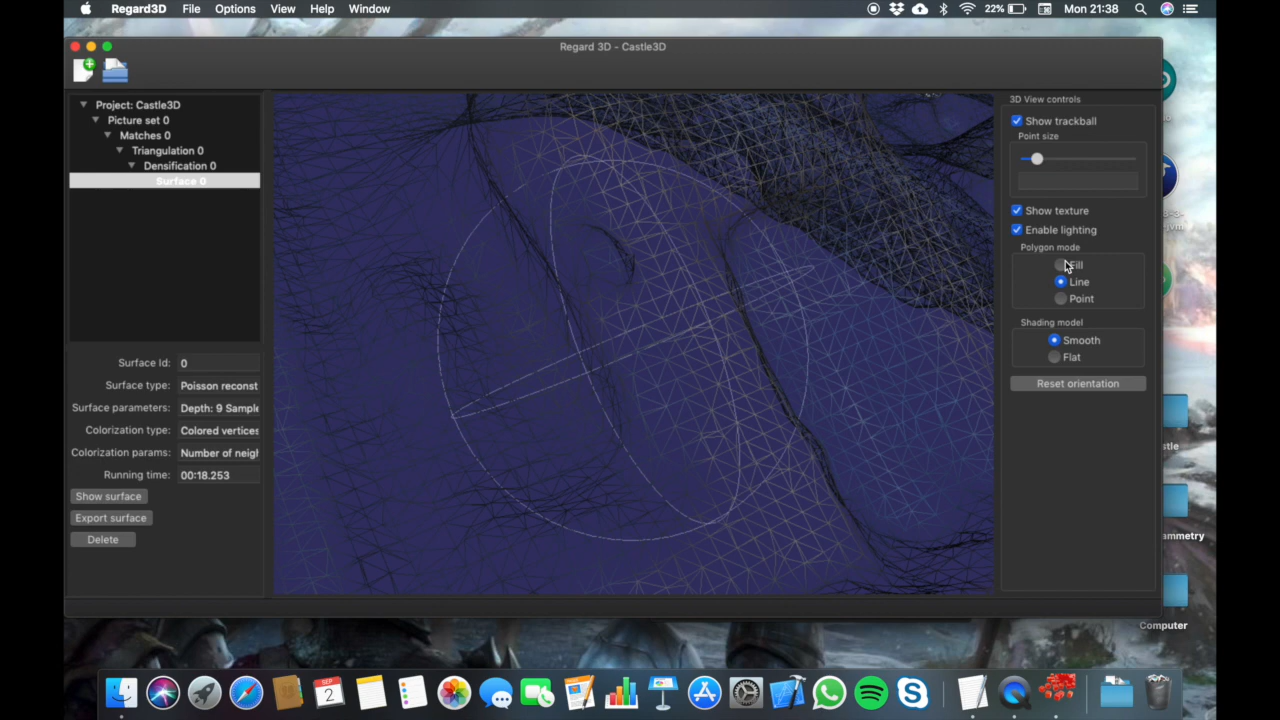 Regard3D File Options View Help Window 22% Mon 21:38
Regard 3D - Castle3D
Project: Castle3D
Picture set 0
Matches 0
Triangulation 0
Densification 0
Surface 0
Surface Id: 0
Surface type: Poisson reconst
Surface parameters: Depth: 9 Sample
Colorization type: Colored vertices
Colorization params: Number of neigh
Running time: 00:18.253
Show surface
Export surface
Delete
3D View controls
Show trackball
Point size
Show texture
Enable lighting
Polygon mode
Fill
Line
Point
Shading model
Smooth
Flat
Reset orientation
stle
ammetry
Computer
SEP
2